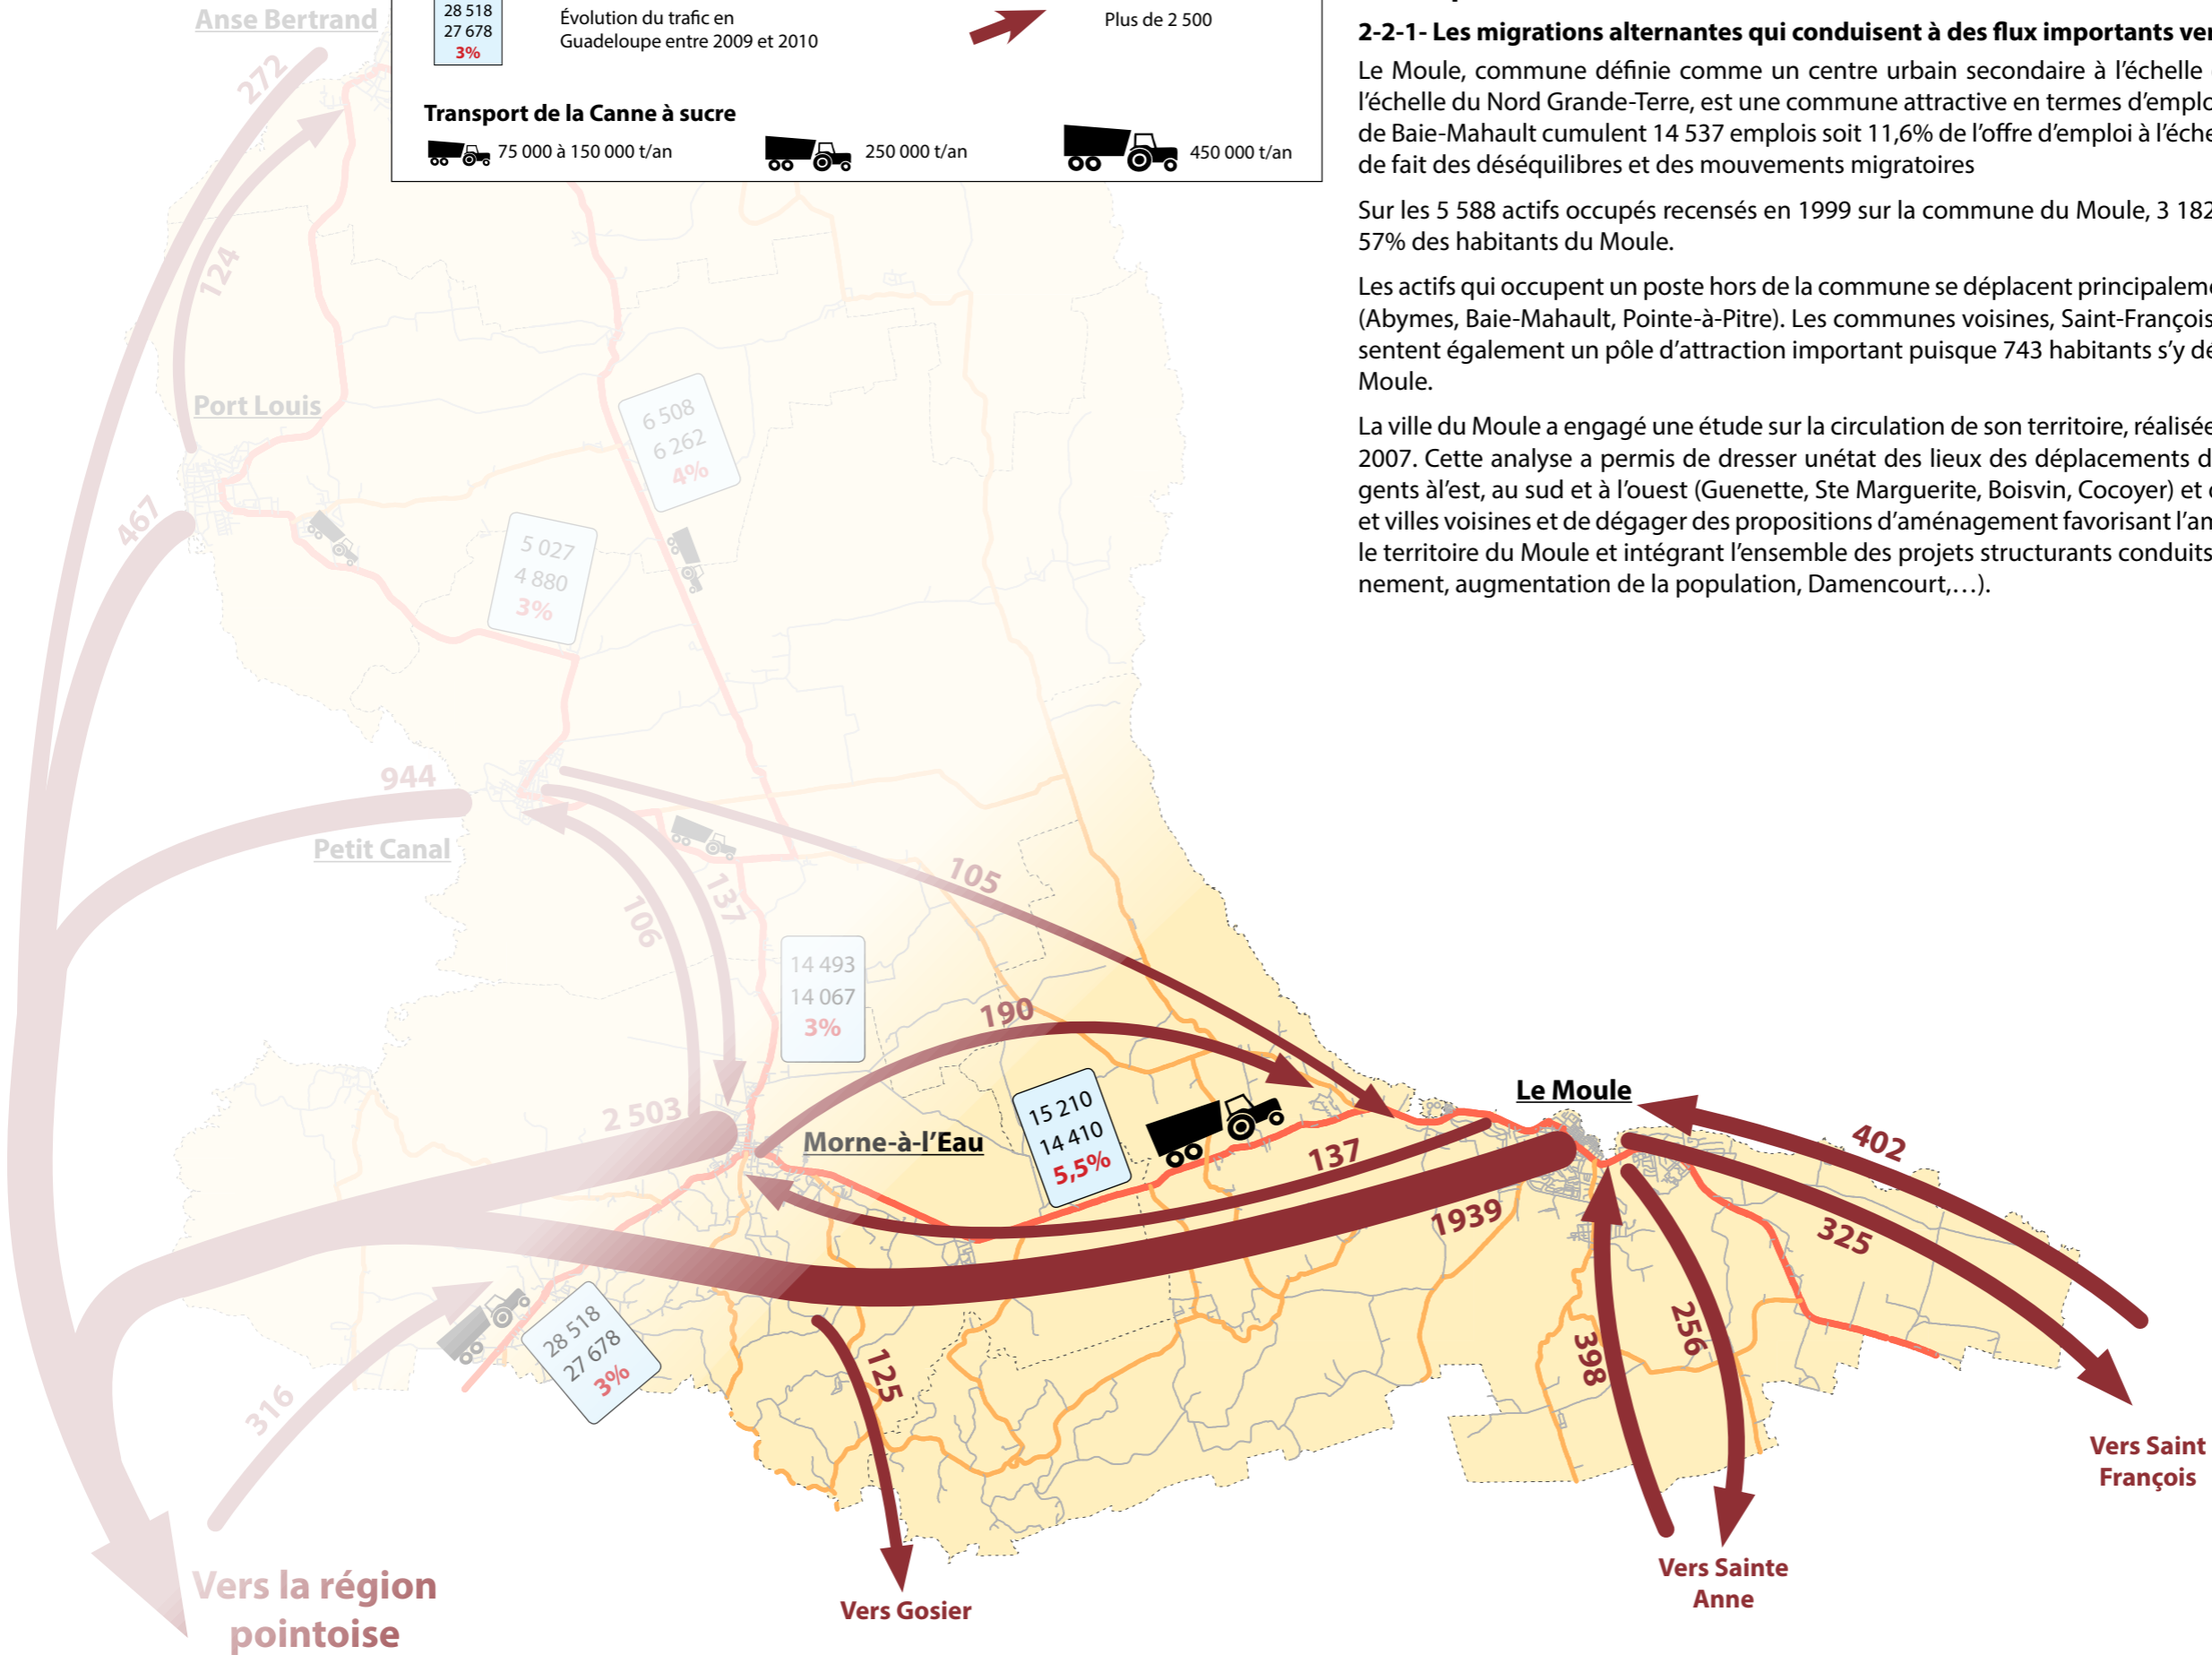 Anse Bertrand
28 518
27 678
3%
Évolution du trafic en
Guadeloupe entre 2009 et 2010
Plus de 2 500
Transport de la Canne à sucre
75 000 à 150 000 t/an
250 000 t/an
450 000 t/an
2-2-1- Les migrations alternantes qui conduisent à des flux importants
Le Moule, commune définie comme un centre urbain secondaire à l’échelle
l’échelle du Nord Grande-Terre, est une commune attractive en termes
de Baie-Mahault cumulent 14 537 emplois soit 11,6% de l’offre d’emploi à
de fait des déséquilibres et des mouvements migratoires
Sur les 5 588 actifs occupés recensés en 1999 sur la commune du Moule, 3 182
57% des habitants du Moule.
Les actifs qui occupent un poste hors de la commune se déplacent
(Abymes, Baie-Mahault, Pointe-à-Pitre). Les communes voisines, Saint-François
sentent également un pôle d’attraction important puisque 743 habitants s’y
Moule.
La ville du Moule a engagé une étude sur la circulation de son territoire, réalisée
2007. Cette analyse a permis de dresser unétat des lieux des déplacements
gents àl’est, au sud et à l’ouest (Guenette, Ste Marguerite, Boisvin, Cocoyer) et
et villes voisines et de dégager des propositions d’aménagement favorisant
le territoire du Moule et intégrant l’ensemble des projets structurants conduits
nement, augmentation de la population, Damencourt,…).
272
124
Port Louis
467
6 508
6 262
4%
5 027
4 880
3%
944
Petit Canal
106
137
105
14 493
14 067
3%
190
2 503
Morne-à-l’Eau
15 210
14 410
5,5%
137
1939
Le Moule
402
325
398
256
28 518
27 678
3%
316
125
Vers la région
pointoise
Vers Gosier
Vers Sainte
Anne
Vers Saint
François